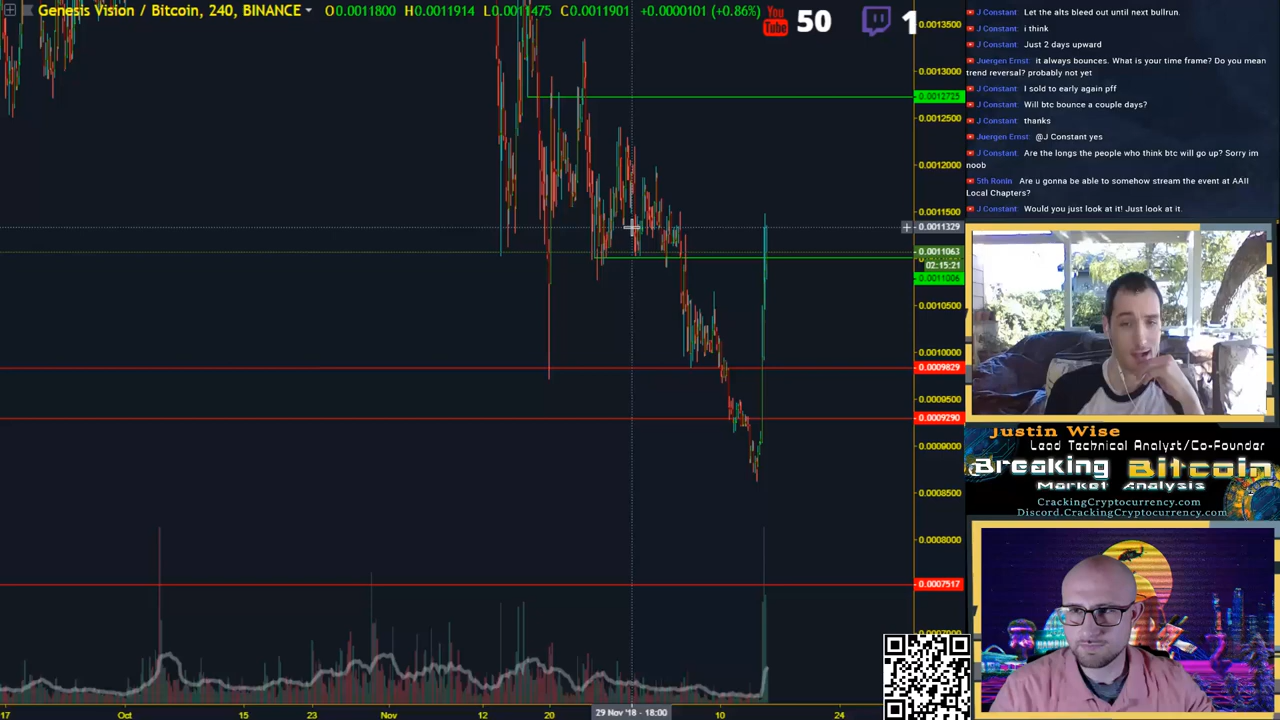 Genesis Vision / Bitcoin, 240, BINANCE O0.0011800 H0.0011914 L0.0011475 C0.0011901 +0.0000101 (+0.86%)
You Tube 50 1
0.0013500
0.0013000
0.0012725
0.0012500
0.0012000
0.0011500
0.0011329
0.0011063
02:15:21
0.0011006
0.0010500
0.0010000
0.0009829
0.0009500
0.0009290
0.0009000
0.0008500
0.0008000
0.0007517
17 Oct 15 23 Nov 12 20 29 Nov '18 - 18:00 10 24
J Constant: Let the alts bleed out until next bullrun.
J Constant: i think
J Constant: Just 2 days upward
Juergen Ernst: it always bounces. What is your time frame? Do you mean
trend reversal? probably not yet
J Constant: I sold to early again pff
J Constant: Will btc bounce a couple days?
J Constant: thanks
Juergen Ernst: @J Constant yes
J Constant: Are the longs the people who think btc will go up? Sorry im
noob
5th Ronin: Are u gonna be able to somehow stream the event at AAII
Local Chapters?
J Constant: Would you just look at it! Just look at it.
Justin Wise
Lead Technical Analyst/Co-Founder
Breaking Bitcoin
Market Analysis
CrackingCryptocurrency.com
Discord.CrackingCryptocurrency.com